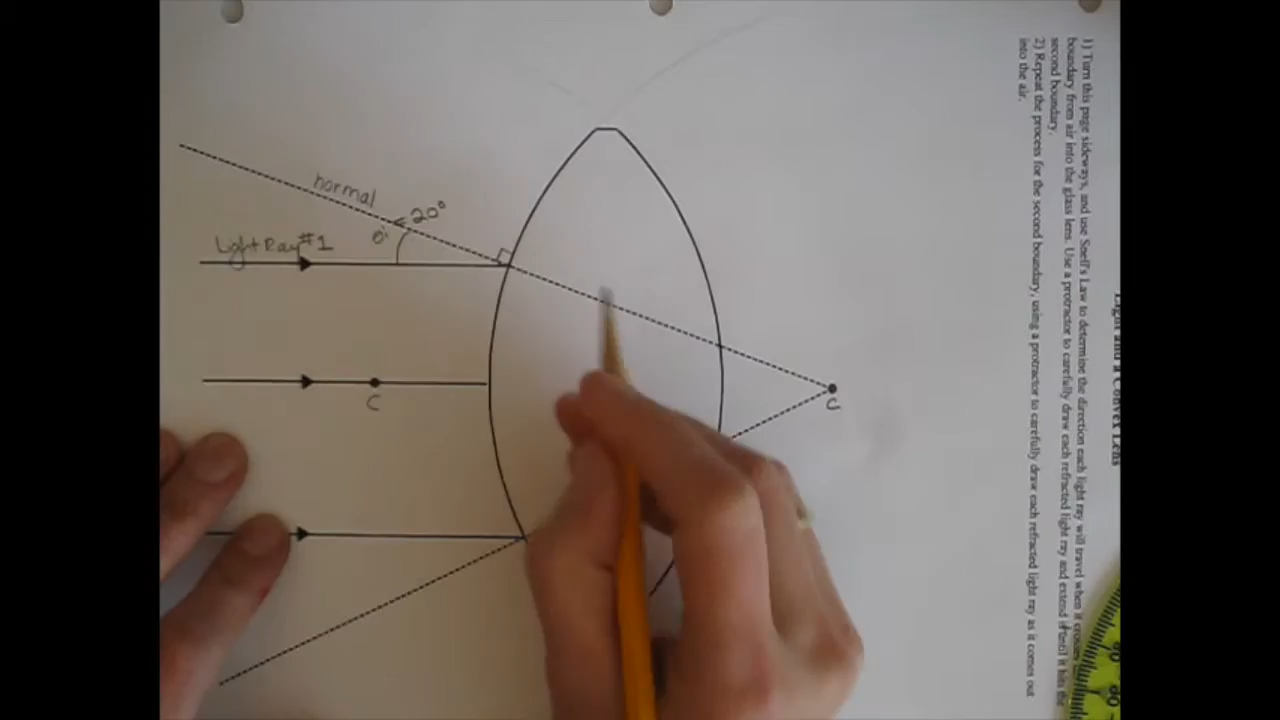 Light and a Convex Lens
1) Turn this page sideways, and use Snell's Law to determine the direction each light ray will travel when it crosses
boundary from air into the glass lens. Use a protractor to carefully draw each refracted light ray and extend it until it hits the
second boundary.
2) Repeat the process for the second boundary, using a protractor to carefully draw each refracted light ray as it comes out
into the air.
normal
20°
Light Ray #1
C
C